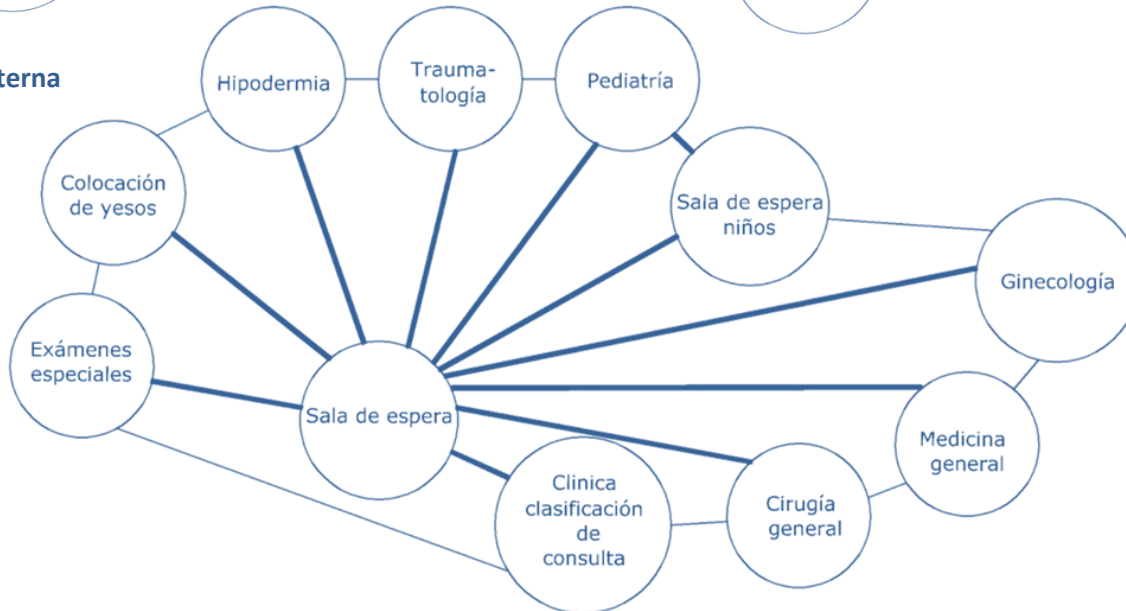 terna
Hipodermia
Trauma-
tología
Pediatría
Colocación
de yesos
Sala de espera
niños
Ginecología
Exámenes
especiales
Sala de espera
Medicina
general
Clinica
clasificación
de
consulta
Cirugía
general